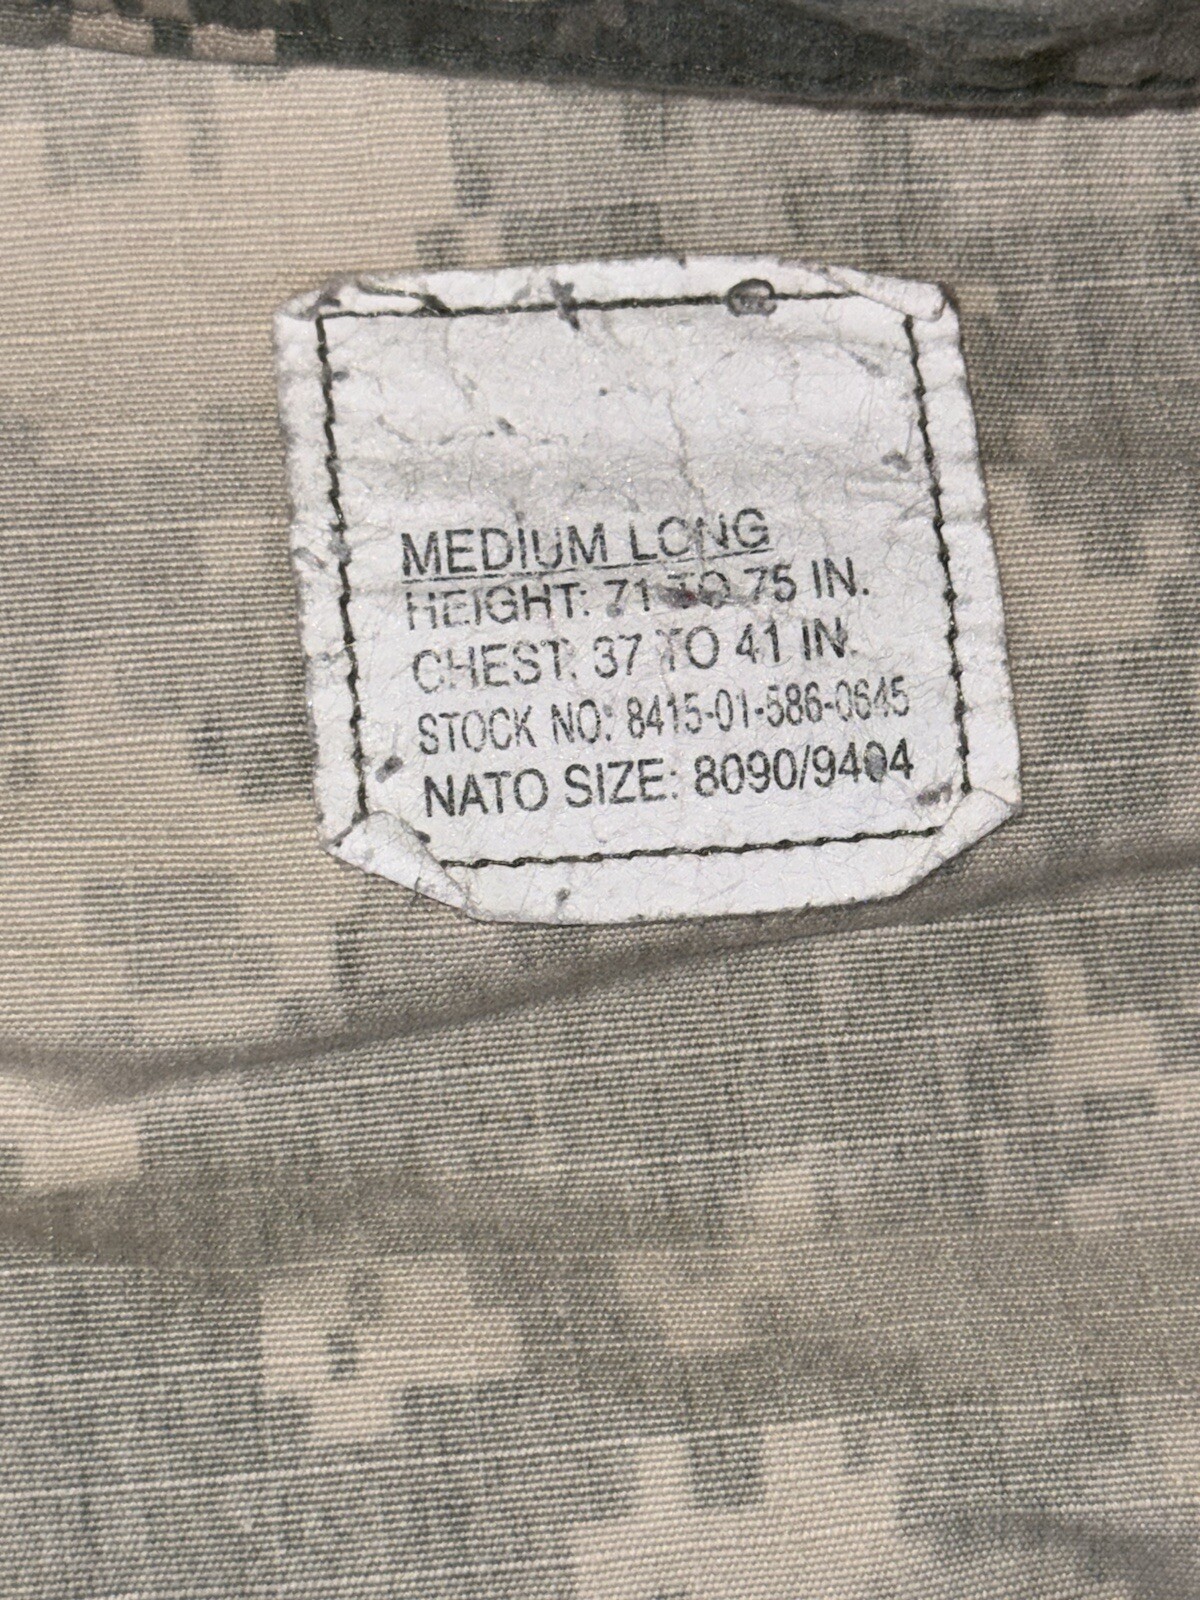 MEDIUM LONG
HEIGHT: 71 TO 75 IN.
CHEST: 37 TO 41 IN.
STOCK NO: 8415-01-586-0645
NATO SIZE: 8090/9404